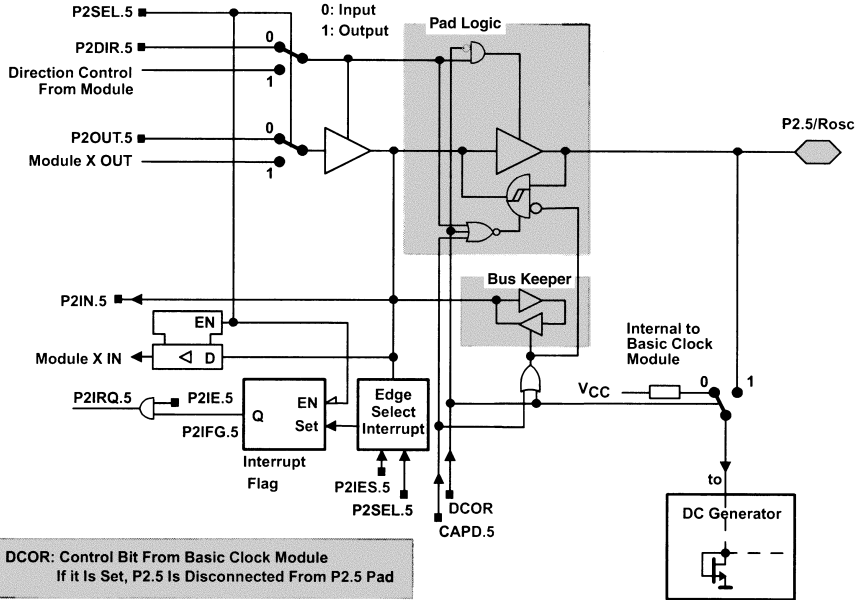 P2SEL.5
0: Input
1: Output
Pad Logic
P2DIR.5
0
Direction Control
From Module
1
P2OUT.5
0
Module X OUT
1
P2.5/Rosc
Bus Keeper
P2IN.5
EN
Module X IN
D
Internal to
Basic Clock
Module
VCC
0
1
P2IRQ.5
P2IE.5
P2IFG.5
Q
EN
Set
Edge
Select
Interrupt
Interrupt
Flag
P2IES.5
P2SEL.5
DCOR
CAPD.5
to
DC Generator
DCOR: Control Bit From Basic Clock Module
If it Is Set, P2.5 Is Disconnected From P2.5 Pad